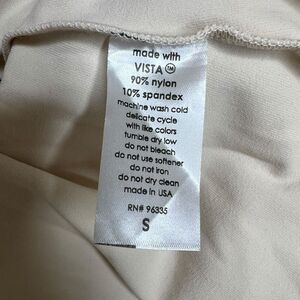 made with
VISTA™
90% nylon
10% spandex
machine wash cold
delicate cycle
with like colors
tumble dry low
do not bleach
do not use softener
do not iron
do not dry clean
made in USA
RN# 96335
S